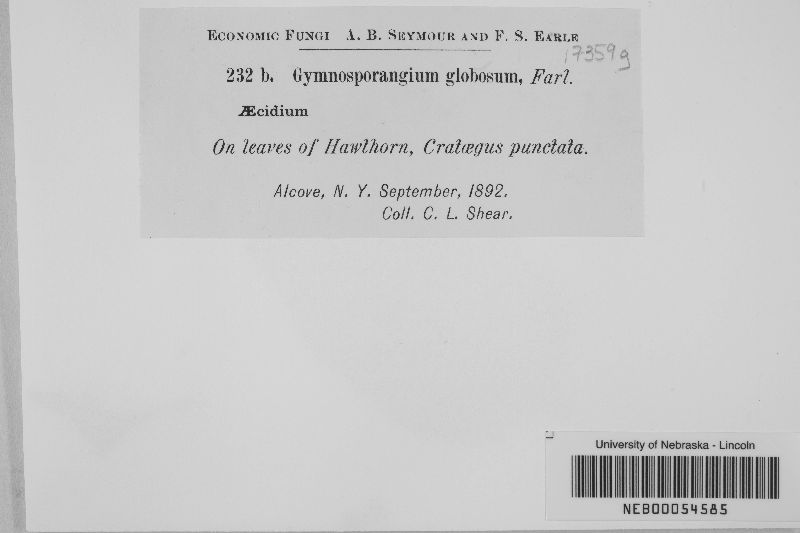 Economic Fungi A. B. Seymour and F. S. Earle
17359g
232 b. Gymnosporangium globosum, Farl.
Æcidium
On leaves of Hawthorn, Cratægus punctata.
Alcove, N. Y. September, 1892.
Coll. C. L. Shear.
University of Nebraska - Lincoln
NEB00054585